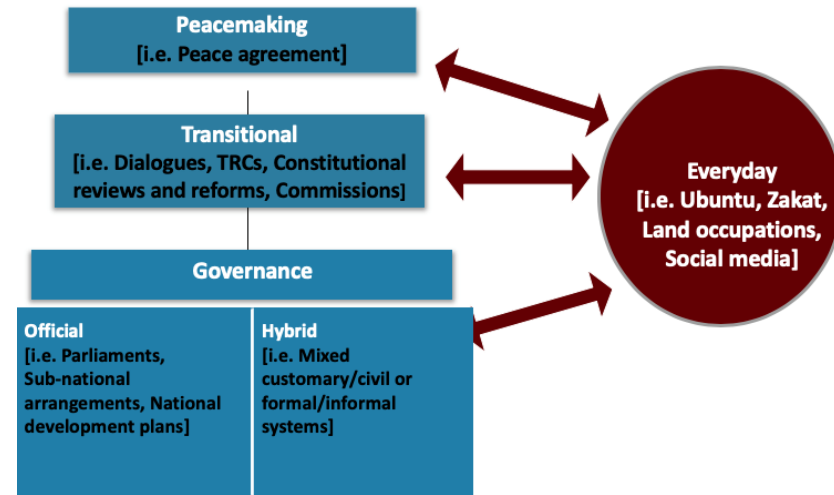 Peacemaking
[i.e. Peace agreement]
Transitional
[i.e. Dialogues, TRCs, Constitutional
reviews and reforms, Commissions]
Everyday
[i.e. Ubuntu, Zakat,
Land occupations,
Social media]
Governance
Official
[i.e. Parliaments,
Sub-national
arrangements, National
development plans]
Hybrid
[i.e. Mixed
customary/civil or
formal/informal
systems]